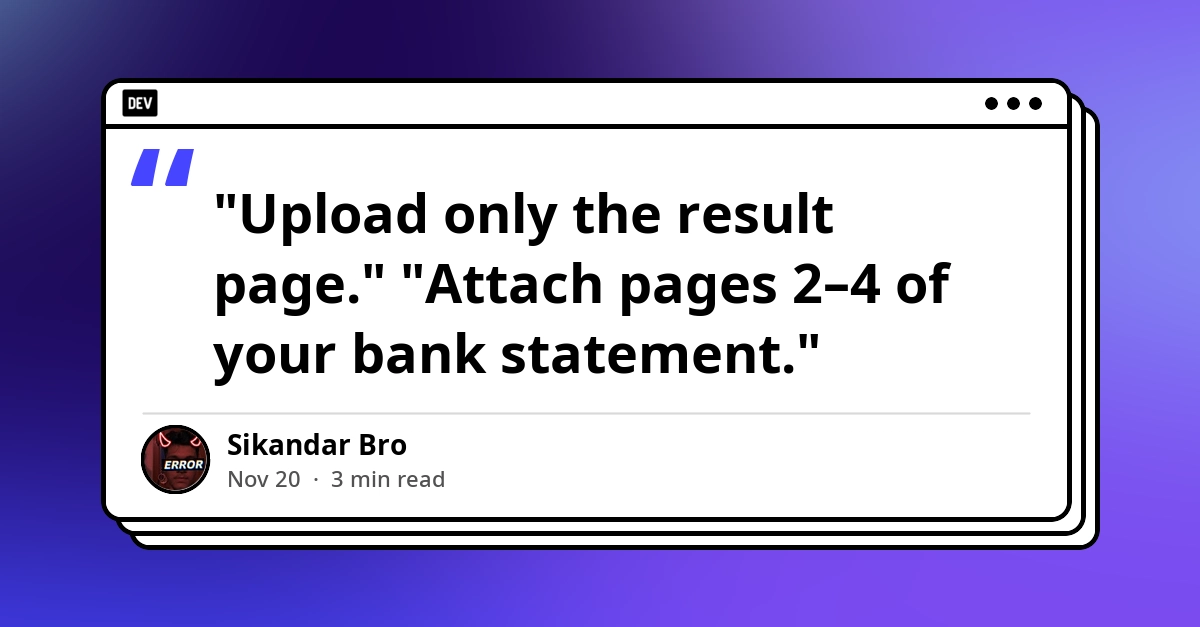 DEV
"Upload only the result
page." "Attach pages 2–4 of
your bank statement."
ERROR
Sikandar Bro
Nov 20 · 3 min read